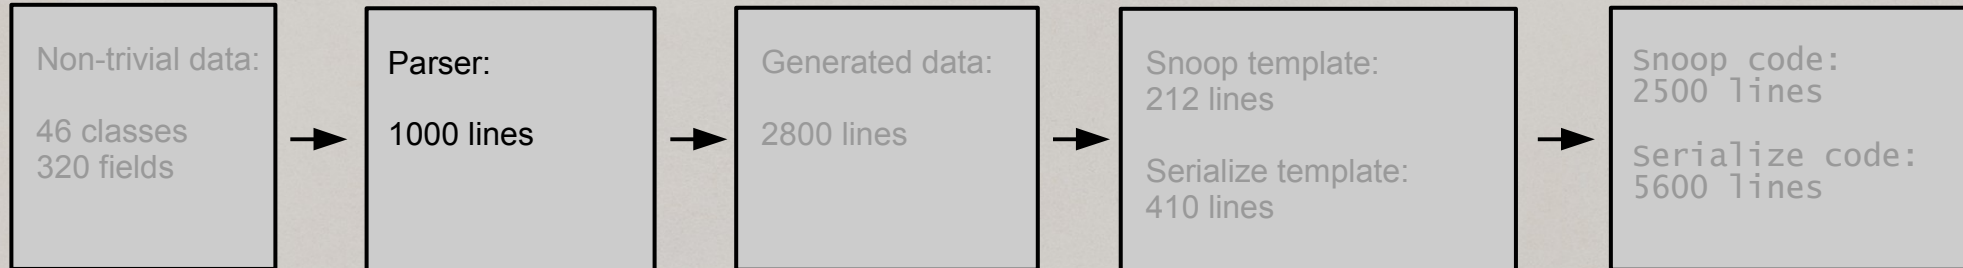 Non-trivial data:
46 classes
320 fields
Parser:
1000 lines
Generated data:
2800 lines
Snoop template:
212 lines
Serialize template:
410 lines
Snoop code:
2500 lines
Serialize code:
5600 lines